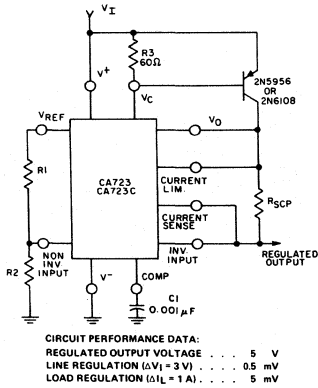 VI
R3
60Ω
2N5956
OR
2N6108
V+
VC
VREF
VO
R1
CA723
CA723C
CURRENT
LIM.
RSCP
CURRENT
SENSE
NON
INV.
INPUT
INV.
INPUT
REGULATED
OUTPUT
R2
V-
COMP
C1
0.001 μF
CIRCUIT PERFORMANCE DATA:
REGULATED OUTPUT VOLTAGE . . . 5 V
LINE REGULATION (ΔVI = 3 V) . . . . 0.5 mV
LOAD REGULATION (ΔIL = 1 A) . . . . 5 mV